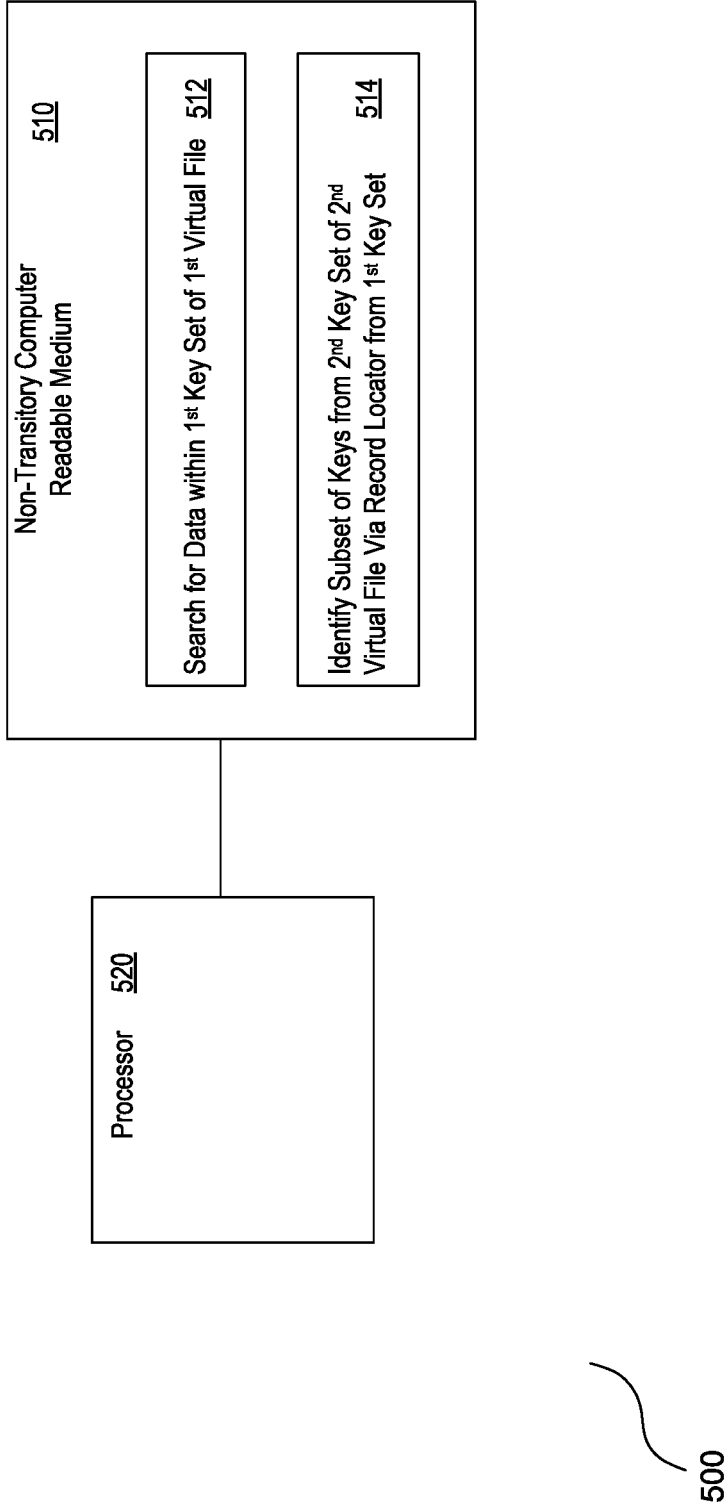 Non-Transitory Computer
Readable Medium
510
Search for Data within 1st Key Set of 1st Virtual File 512
Identify Subset of Keys from 2nd Key Set of 2nd
Virtual File Via Record Locator from 1st Key Set
514
Processor 520
500